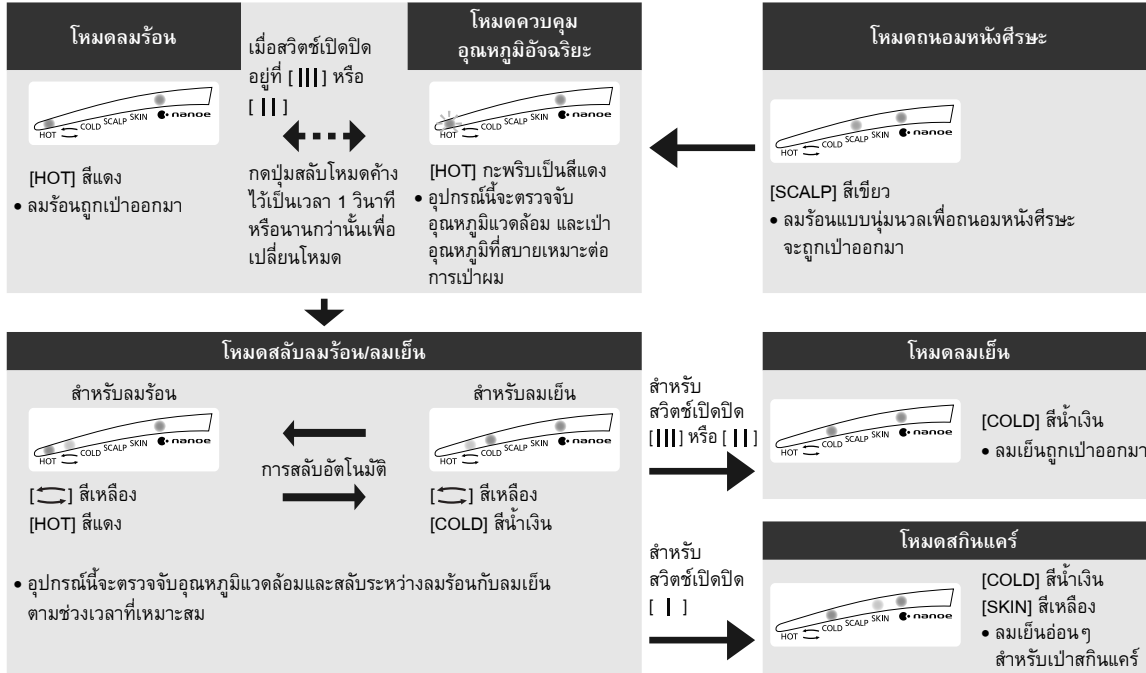 โหมดลมร้อน
HOT COLD SCALP SKIN nanoe
[HOT] สีแดง
• ลมร้อนถูกเป่าออกมา
เมื่อสวิตช์เปิดปิด
อยู่ที่ [ ||| ] หรือ
[ || ]
กดปุ่มสลับโหมดค้าง
ไว้เป็นเวลา 1 วินาที
หรือนานกว่านั้นเพื่อ
เปลี่ยนโหมด
โหมดควบคุม
อุณหภูมิอัจฉริยะ
HOT COLD SCALP SKIN nanoe
[HOT] กะพริบเป็นสีแดง
• อุปกรณ์นี้จะตรวจจับ
อุณหภูมิแวดล้อม และเป่า
อุณหภูมิที่สบายเหมาะต่อ
การเป่าผม
โหมดถนอมหนังศีรษะ
HOT COLD SCALP SKIN nanoe
[SCALP] สีเขียว
• ลมร้อนแบบนุ่มนวลเพื่อถนอมหนังศีรษะ
จะถูกเป่าออกมา
โหมดสลับลมร้อน/ลมเย็น
สำหรับลมร้อน
HOT COLD SCALP SKIN nanoe
[⇆] สีเหลือง
[HOT] สีแดง
การสลับอัตโนมัติ
สำหรับลมเย็น
HOT COLD SCALP SKIN nanoe
[⇆] สีเหลือง
[COLD] สีน้ำเงิน
• อุปกรณ์นี้จะตรวจจับอุณหภูมิแวดล้อมและสลับระหว่างลมร้อนกับลมเย็น
ตามช่วงเวลาที่เหมาะสม
สำหรับ
สวิตช์เปิดปิด
[ ||| ] หรือ [ || ]
โหมดลมเย็น
HOT COLD SCALP SKIN nanoe
[COLD] สีน้ำเงิน
• ลมเย็นถูกเป่าออกมา
สำหรับ
สวิตช์เปิดปิด
[ | ]
โหมดสกินแคร์
HOT COLD SCALP SKIN nanoe
[COLD] สีน้ำเงิน
[SKIN] สีเหลือง
• ลมเย็นอ่อนๆ
สำหรับเป่าสกินแคร์